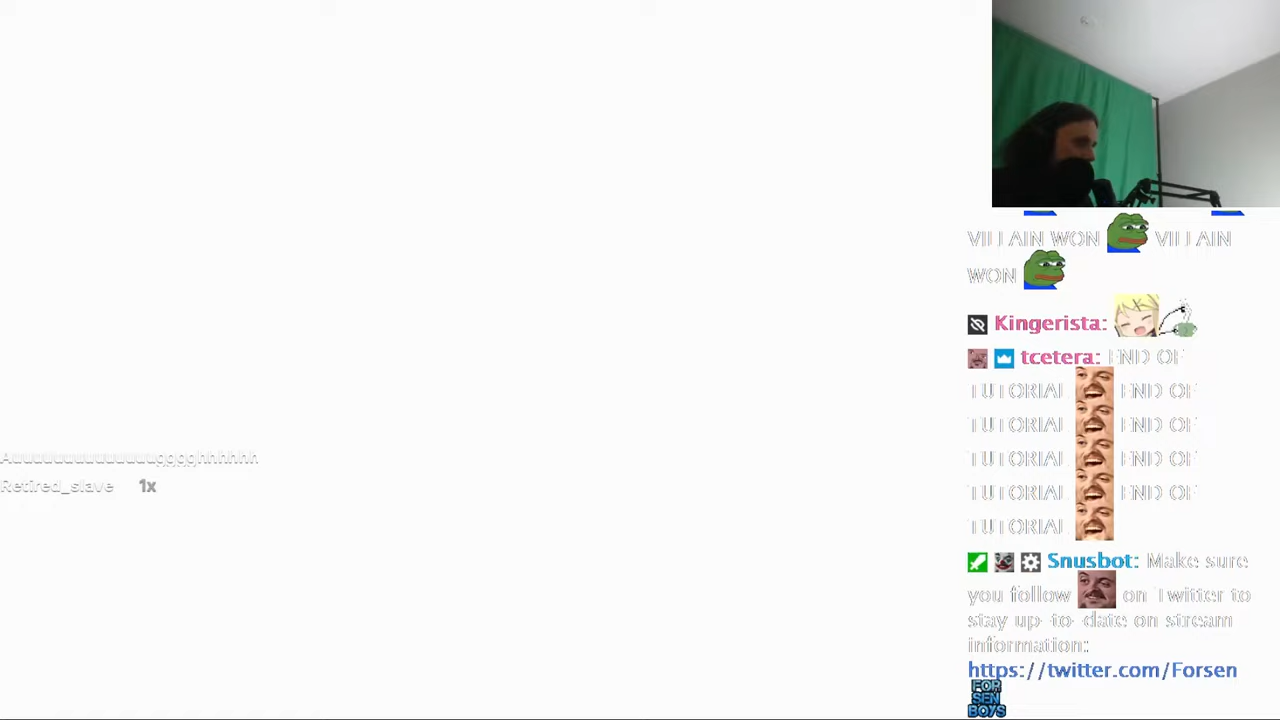 VILLAIN WON VILLAIN
WON
Kingerista:
tcetera: END OF
TUTORIAL END OF
TUTORIAL END OF
TUTORIAL END OF
TUTORIAL END OF
TUTORIAL
Retired_slave 1x
Snusbot: Make sure
you follow on Twitter to
stay up-to-date on stream
information:
https://twitter.com/Forsen
FOR
SEN
BOYS